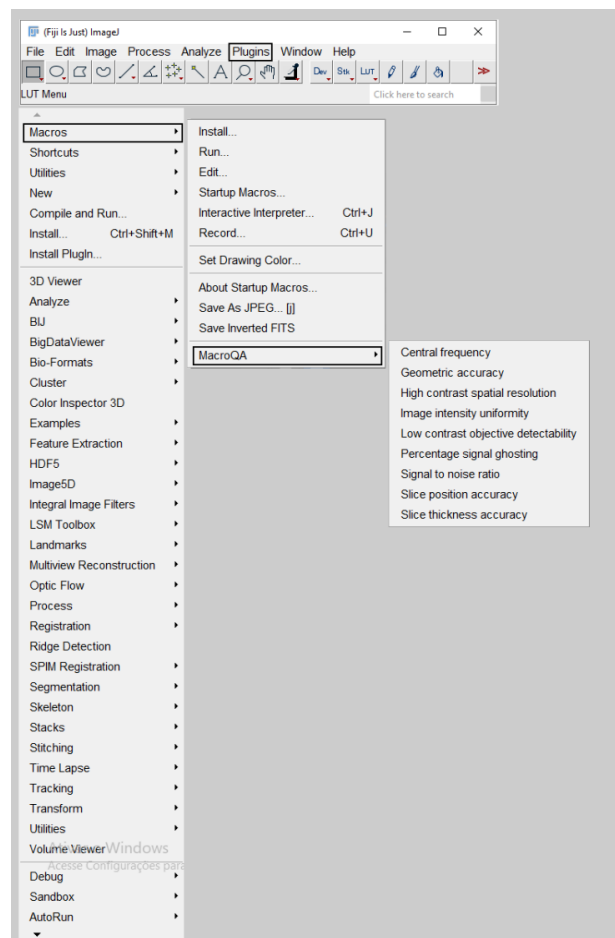 (Fiji Is Just) ImageJ
File Edit Image Process Analyze Plugins Window Help
Dev Stk LUT
LUT Menu
Click here to search
Macros
Shortcuts
Utilities
New
Compile and Run...
Install... Ctrl+Shift+M
Install PlugIn...
3D Viewer
Analyze
BIJ
BigDataViewer
Bio-Formats
Cluster
Color Inspector 3D
Examples
Feature Extraction
HDF5
Image5D
Integral Image Filters
LSM Toolbox
Landmarks
Multiview Reconstruction
Optic Flow
Process
Registration
Ridge Detection
SPIM Registration
Segmentation
Skeleton
Stacks
Stitching
Time Lapse
Tracking
Transform
Utilities
Volume Viewer Windows
Acesse Configurações para
Debug
Sandbox
AutoRun
Install...
Run...
Edit...
Startup Macros...
Interactive Interpreter... Ctrl+J
Record... Ctrl+U
Set Drawing Color...
About Startup Macros...
Save As JPEG... [j]
Save Inverted FITS
MacroQA
Central frequency
Geometric accuracy
High contrast spatial resolution
Image intensity uniformity
Low contrast objective detectability
Percentage signal ghosting
Signal to noise ratio
Slice position accuracy
Slice thickness accuracy